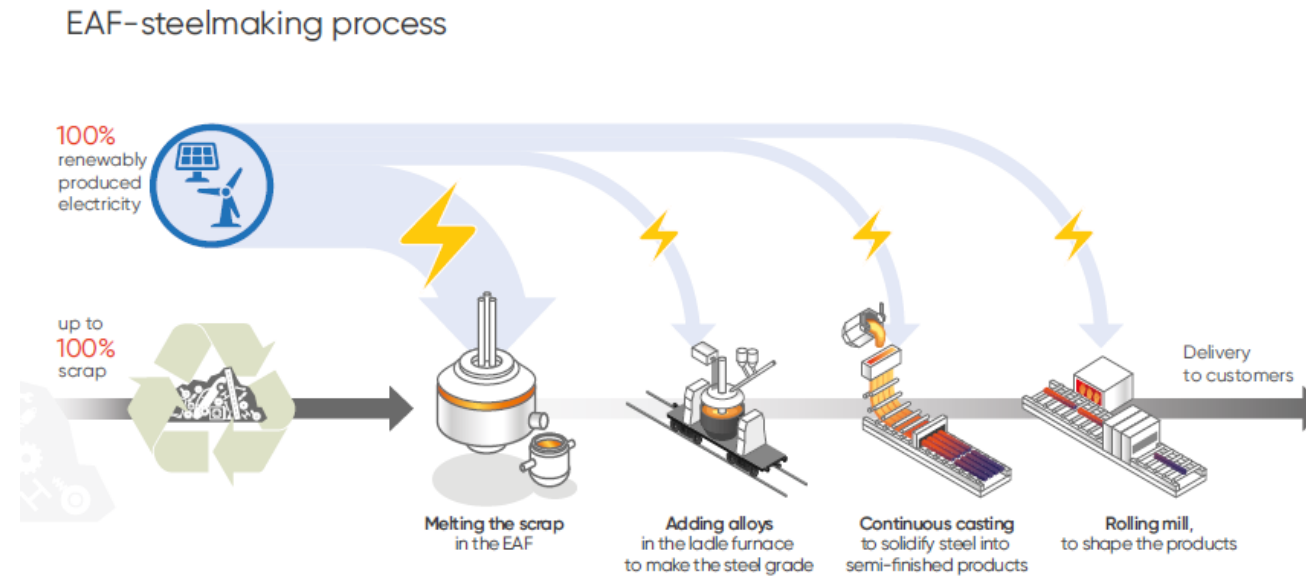 EAF-steelmaking process
100%
renewably
produced
electricity
up to
100%
scrap
Delivery
to customers
Melting the scrap
in the EAF
Adding alloys
in the ladle furnace
to make the steel grade
Continuous casting
to solidify steel into
semi-finished products
Rolling mill,
to shape the products